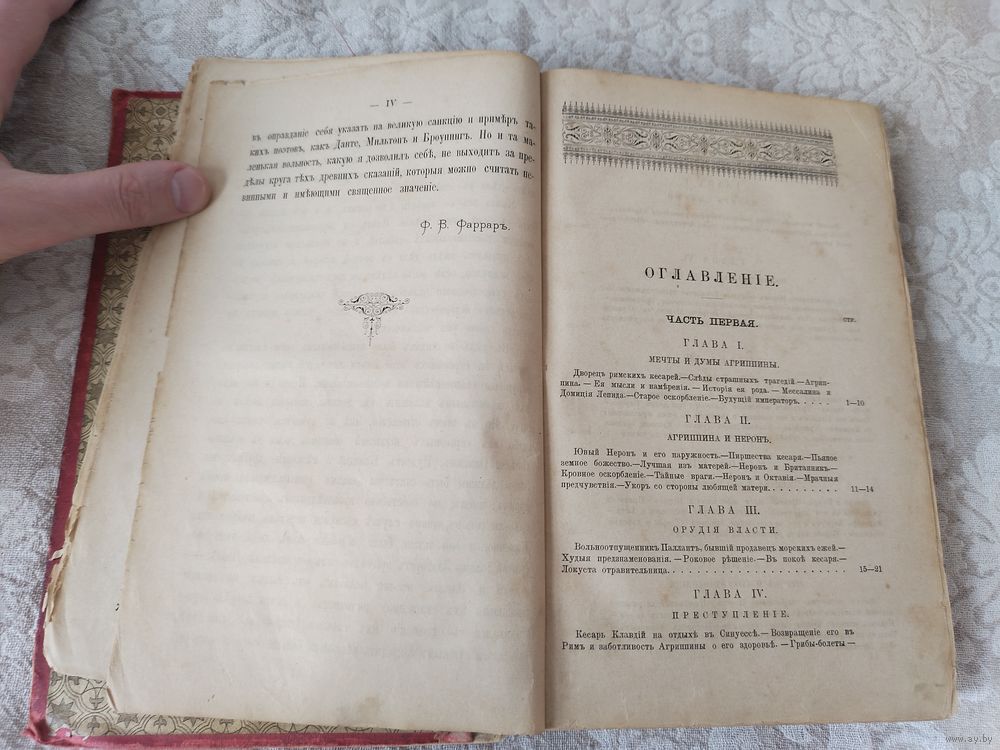 — IV —
въ оправданіе себя указать на великую санкцію и примѣръ та-
кихъ поэтовъ, какъ Данте, Мильтонъ и Броунингъ. Но и та ма-
ленькая вольность, какую я дозволилъ себѣ, не выходитъ за пре-
дѣлы круга тѣхъ древнихъ сказаній, которыя можно считать не-
винными и имѣющими священное значеніе.
Ф. В. Фарраръ.
ОГЛАВЛЕНІЕ.
ЧАСТЬ ПЕРВАЯ.
СТР.
ГЛАВА I.
МЕЧТЫ И ДУМЫ АГРИППИНЫ.
Дворецъ римскихъ кесарей.—Слѣды страшныхъ трагедій.—Агрип-
пина. — Ея мысли и намѣренія. — Исторія ея рода. — Мессалина и
Домиція Лепида.—Старое оскорбленіе.—Будущій императоръ. . . . . 1—10
ГЛАВА II.
АГРИППИНА И НЕРОНЪ.
Юный Неронъ и его наружность.—Пиршества кесаря.—Пьяное
земное божество.—Лучшая изъ матерей.—Неронъ и Британникъ.—
Кровное оскорбленіе.—Тайные враги.—Неронъ и Октавія.—Мрачныя
предчувствія.—Укоръ со стороны любящей матери. . . . . . . . . . 11—14
ГЛАВА III.
ОРУДІЯ ВЛАСТИ.
Вольноотпущенникъ Паллантъ, бывшій продавецъ морскихъ ежей.—
Худыя предзнаменованія. — Роковое рѣшеніе. — Въ покоѣ кесаря.—
Локуста отравительница. . . . . . . . . . . . . . . . . . . . . . . 15—21
ГЛАВА IV.
ПРЕСТУПЛЕНІЕ.
Кесарь Клавдій на отдыхѣ въ Синуессѣ.—Возвращеніе его въ
Римъ и заботливость Агриппины о его здоровьѣ. — Грибы-болеты —
www.ay.by